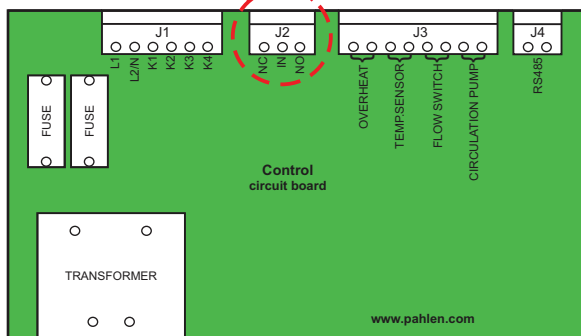 J1
J2
J3
J4
L1
L2/N
K1
K2
K3
K4
NC
IN
NO
OVERHEAT
TEMP.SENSOR
FLOW SWITCH
CIRCULATION PUMP
RS485
FUSE
FUSE
Control
circuit board
TRANSFORMER
www.pahlen.com